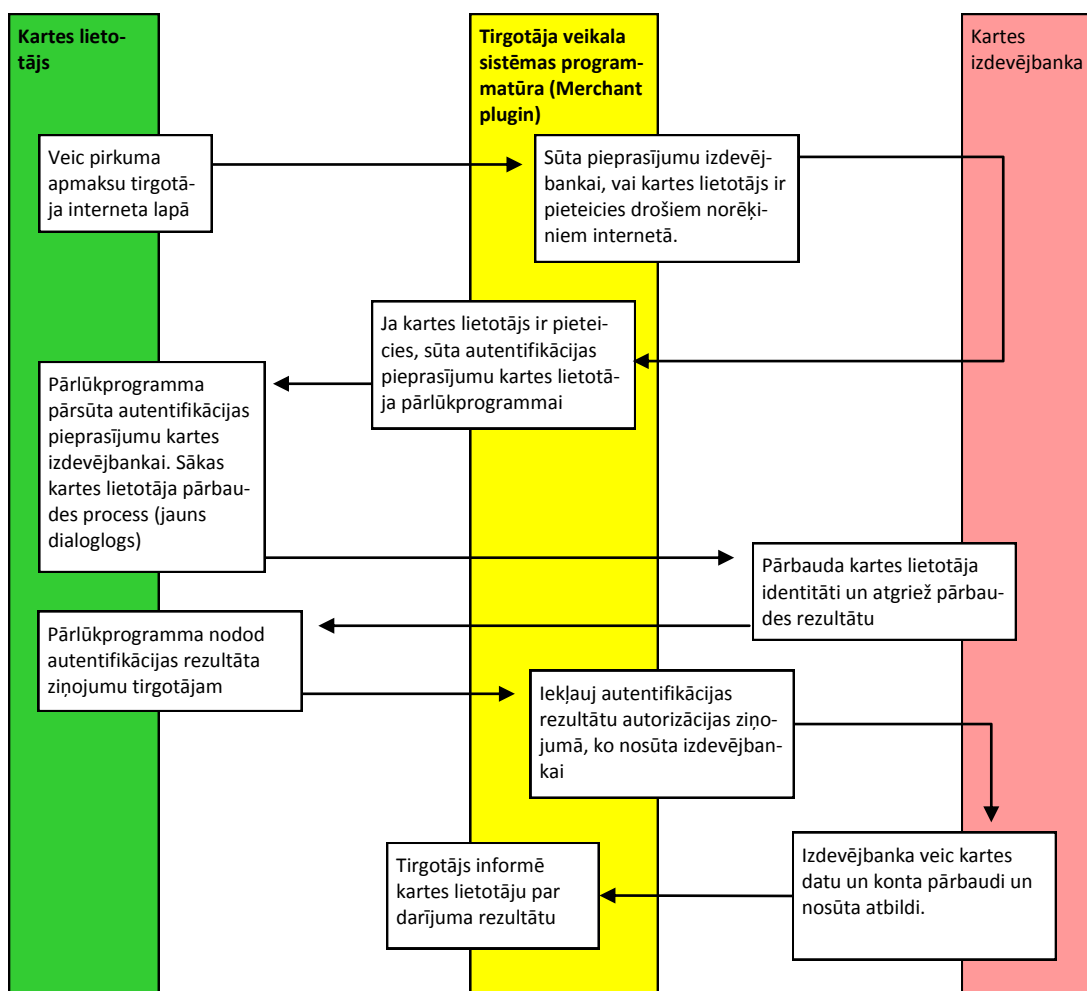 Kartes lieto-
tājs
Tirgotāja veikala
sistēmas program-
matūra (Merchant
plugin)
Kartes
izdevējbanka
Veic pirkuma
apmaksu tirgotā-
ja interneta lapā
Sūta pieprasījumu izdevēj-
bankai, vai kartes lietotājs ir
pieteicies drošiem norēķi-
niem internetā.
Ja kartes lietotājs ir pietei-
cies, sūta autentifikācijas
pieprasījumu kartes lietotā-
ja pārlūkprogrammai
Pārlūkprogramma
pārsūta autentifikācijas
pieprasījumu kartes
izdevējbankai. Sākas
kartes lietotāja pārbau-
des process (jauns
dialoglogs)
Pārbauda kartes lietotāja
identitāti un atgriež pārbau-
des rezultātu
Pārlūkprogramma nodod
autentifikācijas rezultāta
ziņojumu tirgotājam
Iekļauj autentifikācijas
rezultātu autorizācijas ziņo-
jumā, ko nosūta izdevējban-
kai
Izdevējbanka veic kartes
datu un konta pārbaudi un
nosūta atbildi.
Tirgotājs informē
kartes lietotāju par
darījuma rezultātu